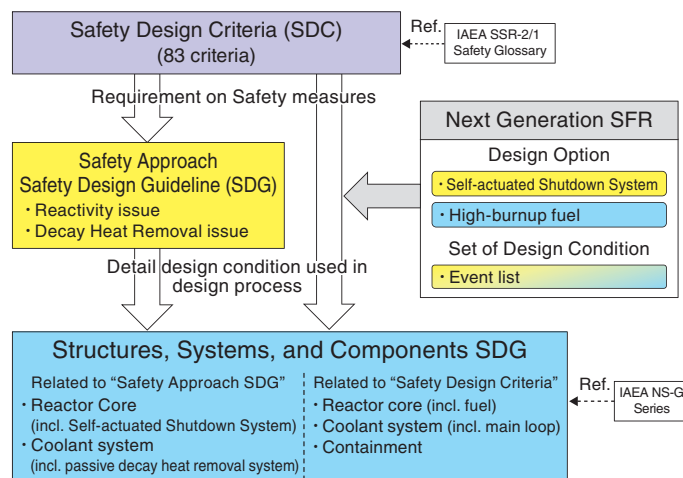 Safety Design Criteria (SDC)
(83 criteria)
Ref.
IAEA SSR-2/1
Safety Glossary
Requirement on Safety measures
Safety Approach
Safety Design Guideline (SDG)
・Reactivity issue
・Decay Heat Removal issue
Next Generation SFR
Design Option
・Self-actuated Shutdown System
・High-burnup fuel
Set of Design Condition
・Event list
Detail design condition used in
design process
Structures, Systems, and Components SDG
Related to “Safety Approach SDG”
・Reactor Core
(incl. Self-actuated Shutdown System)
・Coolant system
(incl. passive decay heat removal system)
Related to “Safety Design Criteria”
・Reactor core (incl. fuel)
・Coolant system (incl. main loop)
・Containment
Ref.
IAEA NS-G
Series